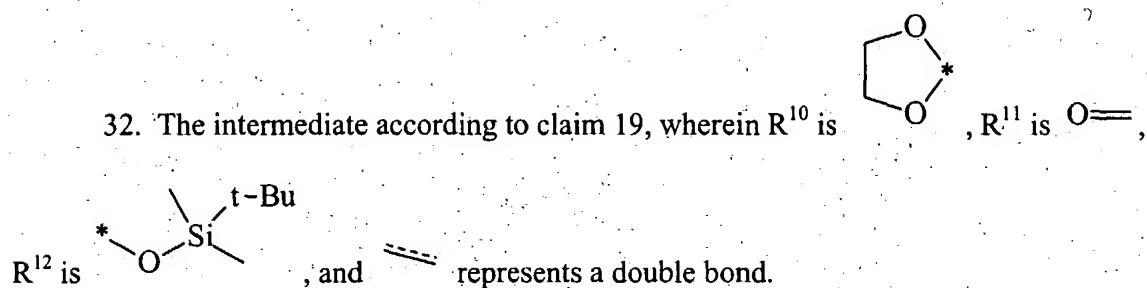 O
*
32. The intermediate according to claim 19, wherein R¹⁰ is O , R¹¹ is O ,
t-Bu
* Si
R¹² is O , and represents a double bond.